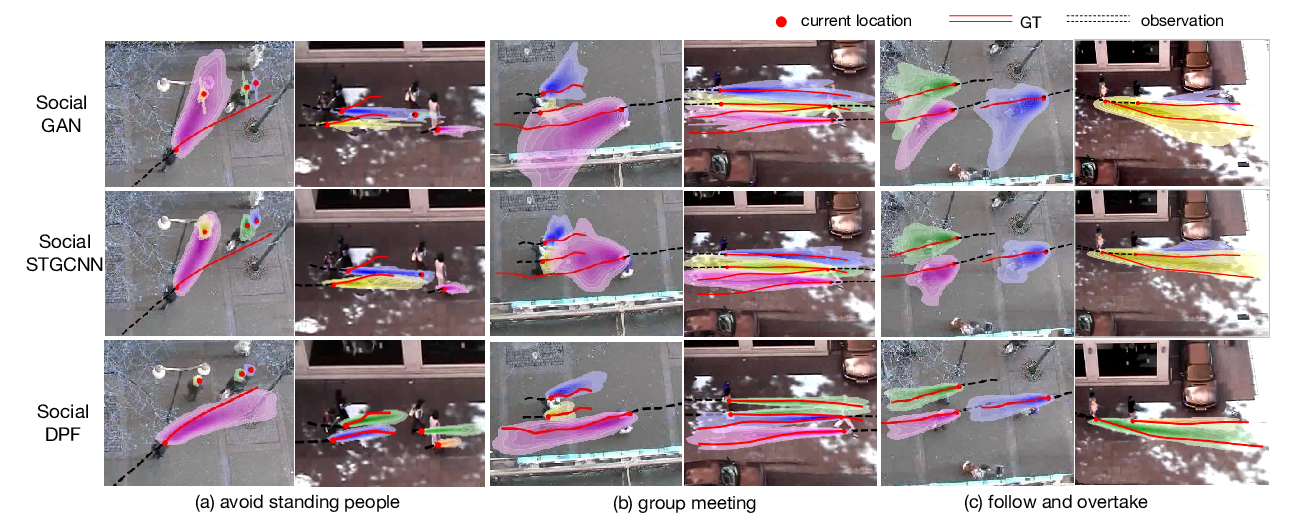 current location
GT
observation
Social
GAN
Social
STGCNN
Social
DPF
(a) avoid standing people
(b) group meeting
(c) follow and overtake